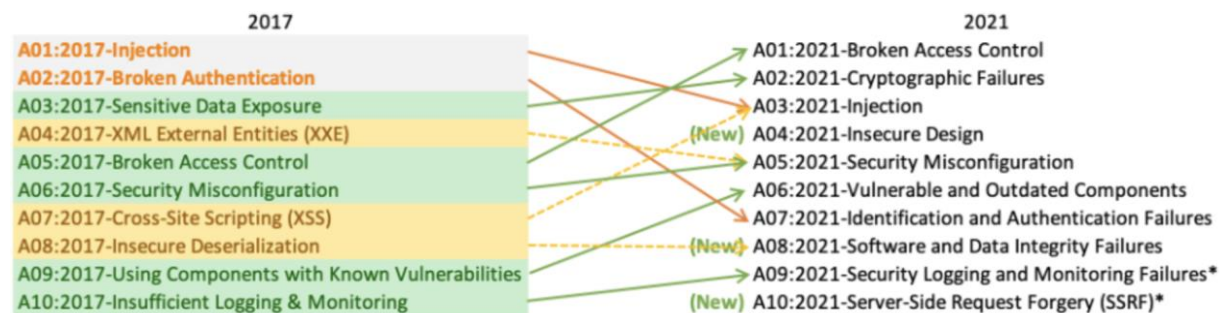 2017 2021
A01:2017-Injection A01:2021-Broken Access Control
A02:2017-Broken Authentication A02:2021-Cryptographic Failures
A03:2017-Sensitive Data Exposure A03:2021-Injection
A04:2017-XML External Entities (XXE) (New) A04:2021-Insecure Design
A05:2017-Broken Access Control A05:2021-Security Misconfiguration
A06:2017-Security Misconfiguration A06:2021-Vulnerable and Outdated Components
A07:2017-Cross-Site Scripting (XSS) A07:2021-Identification and Authentication Failures
A08:2017-Insecure Deserialization (New) A08:2021-Software and Data Integrity Failures
A09:2017-Using Components with Known Vulnerabilities A09:2021-Security Logging and Monitoring Failures*
A10:2017-Insufficient Logging & Monitoring (New) A10:2021-Server-Side Request Forgery (SSRF)*